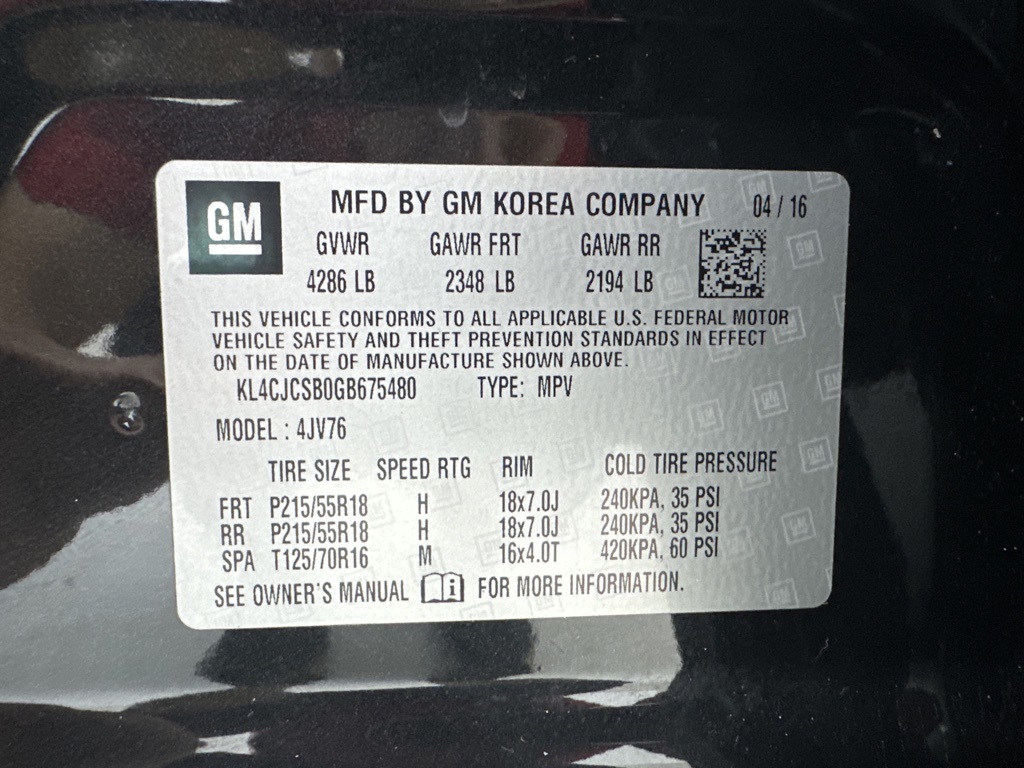 GM
MFD BY GM KOREA COMPANY 04 / 16
GVWR GAWR FRT GAWR RR
4286 LB 2348 LB 2194 LB
THIS VEHICLE CONFORMS TO ALL APPLICABLE U.S. FEDERAL MOTOR
VEHICLE SAFETY AND THEFT PREVENTION STANDARDS IN EFFECT
ON THE DATE OF MANUFACTURE SHOWN ABOVE.
KL4CJCSB0GB675480 TYPE: MPV
MODEL : 4JV76
TIRE SIZE SPEED RTG RIM COLD TIRE PRESSURE
FRT P215/55R18 H 18x7.0J 240KPA, 35 PSI
RR P215/55R18 H 18x7.0J 240KPA, 35 PSI
SPA T125/70R16 M 16x4.0T 420KPA, 60 PSI
SEE OWNER'S MANUAL i FOR MORE INFORMATION.